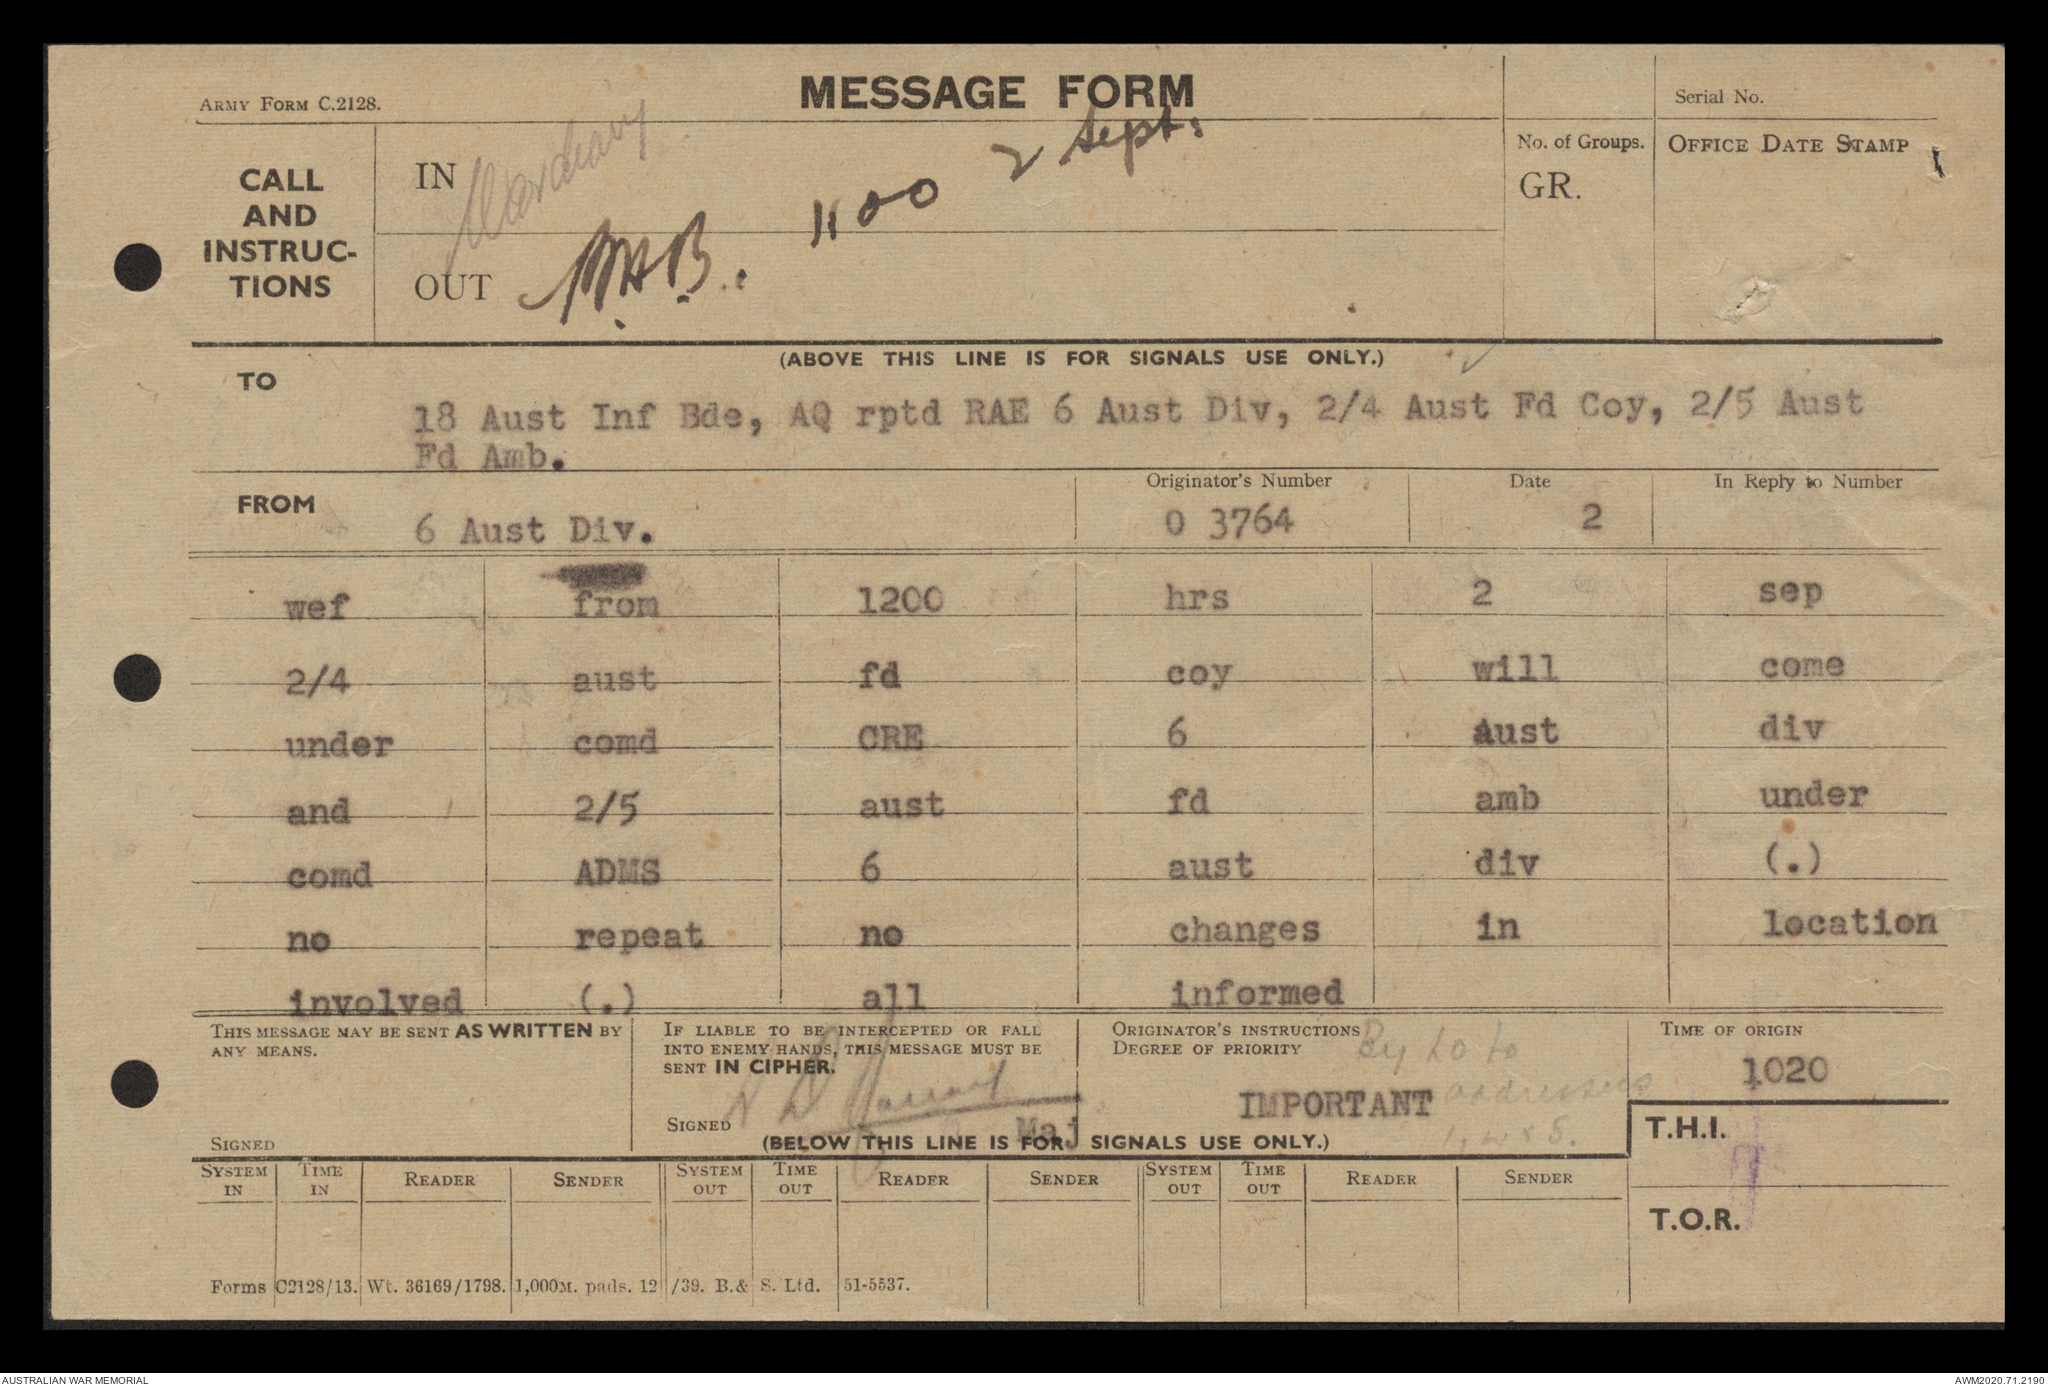 ARMY FORM C.2128.
MESSAGE FORM
Serial No.
CALL
AND
INSTRUC-
TIONS
IN
OUT
1100 2 Sept.
No. of Groups.
GR.
OFFICE DATE STAMP
(ABOVE THIS LINE IS FOR SIGNALS USE ONLY.)
TO
18 Aust Inf Bde, AQ rptd RAE 6 Aust Div, 2/4 Aust Fd Coy, 2/5 Aust
Fd Amb.
FROM
6 Aust Div.
Originator's Number
O 3764
Date
2
In Reply to Number
wef from 1200 hrs 2 sep
2/4 aust fd coy will come
under comd CRE 6 Aust div
and 2/5 aust fd amb under
comd ADMS 6 aust div (.)
no repeat no changes in location
involved (.) all informed
THIS MESSAGE MAY BE SENT AS WRITTEN BY
ANY MEANS.
SIGNED
IF LIABLE TO BE INTERCEPTED OR FALL
INTO ENEMY HANDS, THIS MESSAGE MUST BE
SENT IN CIPHER.
SIGNED
Maj
ORIGINATOR'S INSTRUCTIONS
DEGREE OF PRIORITY
By LO to
addressees
1, 4 & 5.
IMPORTANT
TIME OF ORIGIN
1020
T.H.I.
T.O.R.
(BELOW THIS LINE IS FOR SIGNALS USE ONLY.)
SYSTEM IN TIME IN READER SENDER SYSTEM OUT TIME OUT READER SENDER SYSTEM OUT TIME OUT READER SENDER
Forms C2128/13. Wt. 36169/1798. 1,000M. pads. 12/39. B.& S. Ltd. 51-5537.
AUSTRALIAN WAR MEMORIAL
AWM2020.71.2190